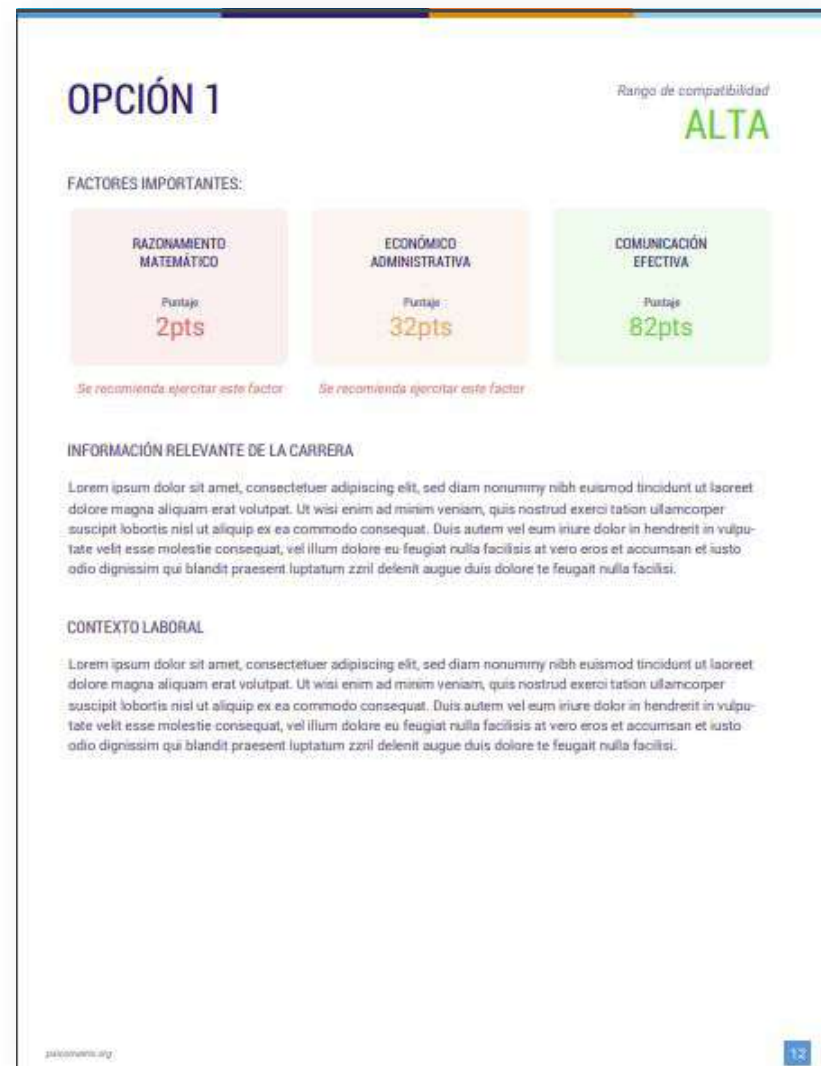 OPCIÓN 1
Rango de compatibilidad
ALTA
FACTORES IMPORTANTES:
RAZONAMIENTO
MATEMÁTICO
Puntaje
2pts
Se recomienda ejercitar este factor
ECONÓMICO
ADMINISTRATIVA
Puntaje
32pts
Se recomienda ejercitar este factor
COMUNICACIÓN
EFECTIVA
Puntaje
82pts
INFORMACIÓN RELEVANTE DE LA CARRERA
Lorem ipsum dolor sit amet, consectetuer adipiscing elit, sed diam nonummy nibh euismod tincidunt ut laoreet
dolore magna aliquam erat volutpat. Ut wisi enim ad minim veniam, quis nostrud exerci tation ullamcorper
suscipit lobortis nisl ut aliquip ex ea commodo consequat. Duis autem vel eum iriure dolor in hendrerit in vulpu-
tate velit esse molestie consequat, vel illum dolore eu feugiat nulla facilisis at vero eros et accumsan et iusto
odio dignissim qui blandit praesent luptatum zzril delenit augue duis dolore te feugait nulla facilisi.
CONTEXTO LABORAL
Lorem ipsum dolor sit amet, consectetuer adipiscing elit, sed diam nonummy nibh euismod tincidunt ut laoreet
dolore magna aliquam erat volutpat. Ut wisi enim ad minim veniam, quis nostrud exerci tation ullamcorper
suscipit lobortis nisl ut aliquip ex ea commodo consequat. Duis autem vel eum iriure dolor in hendrerit in vulpu-
tate velit esse molestie consequat, vel illum dolore eu feugiat nulla facilisis at vero eros et accumsan et iusto
odio dignissim qui blandit praesent luptatum zzril delenit augue duis dolore te feugait nulla facilisi.
12